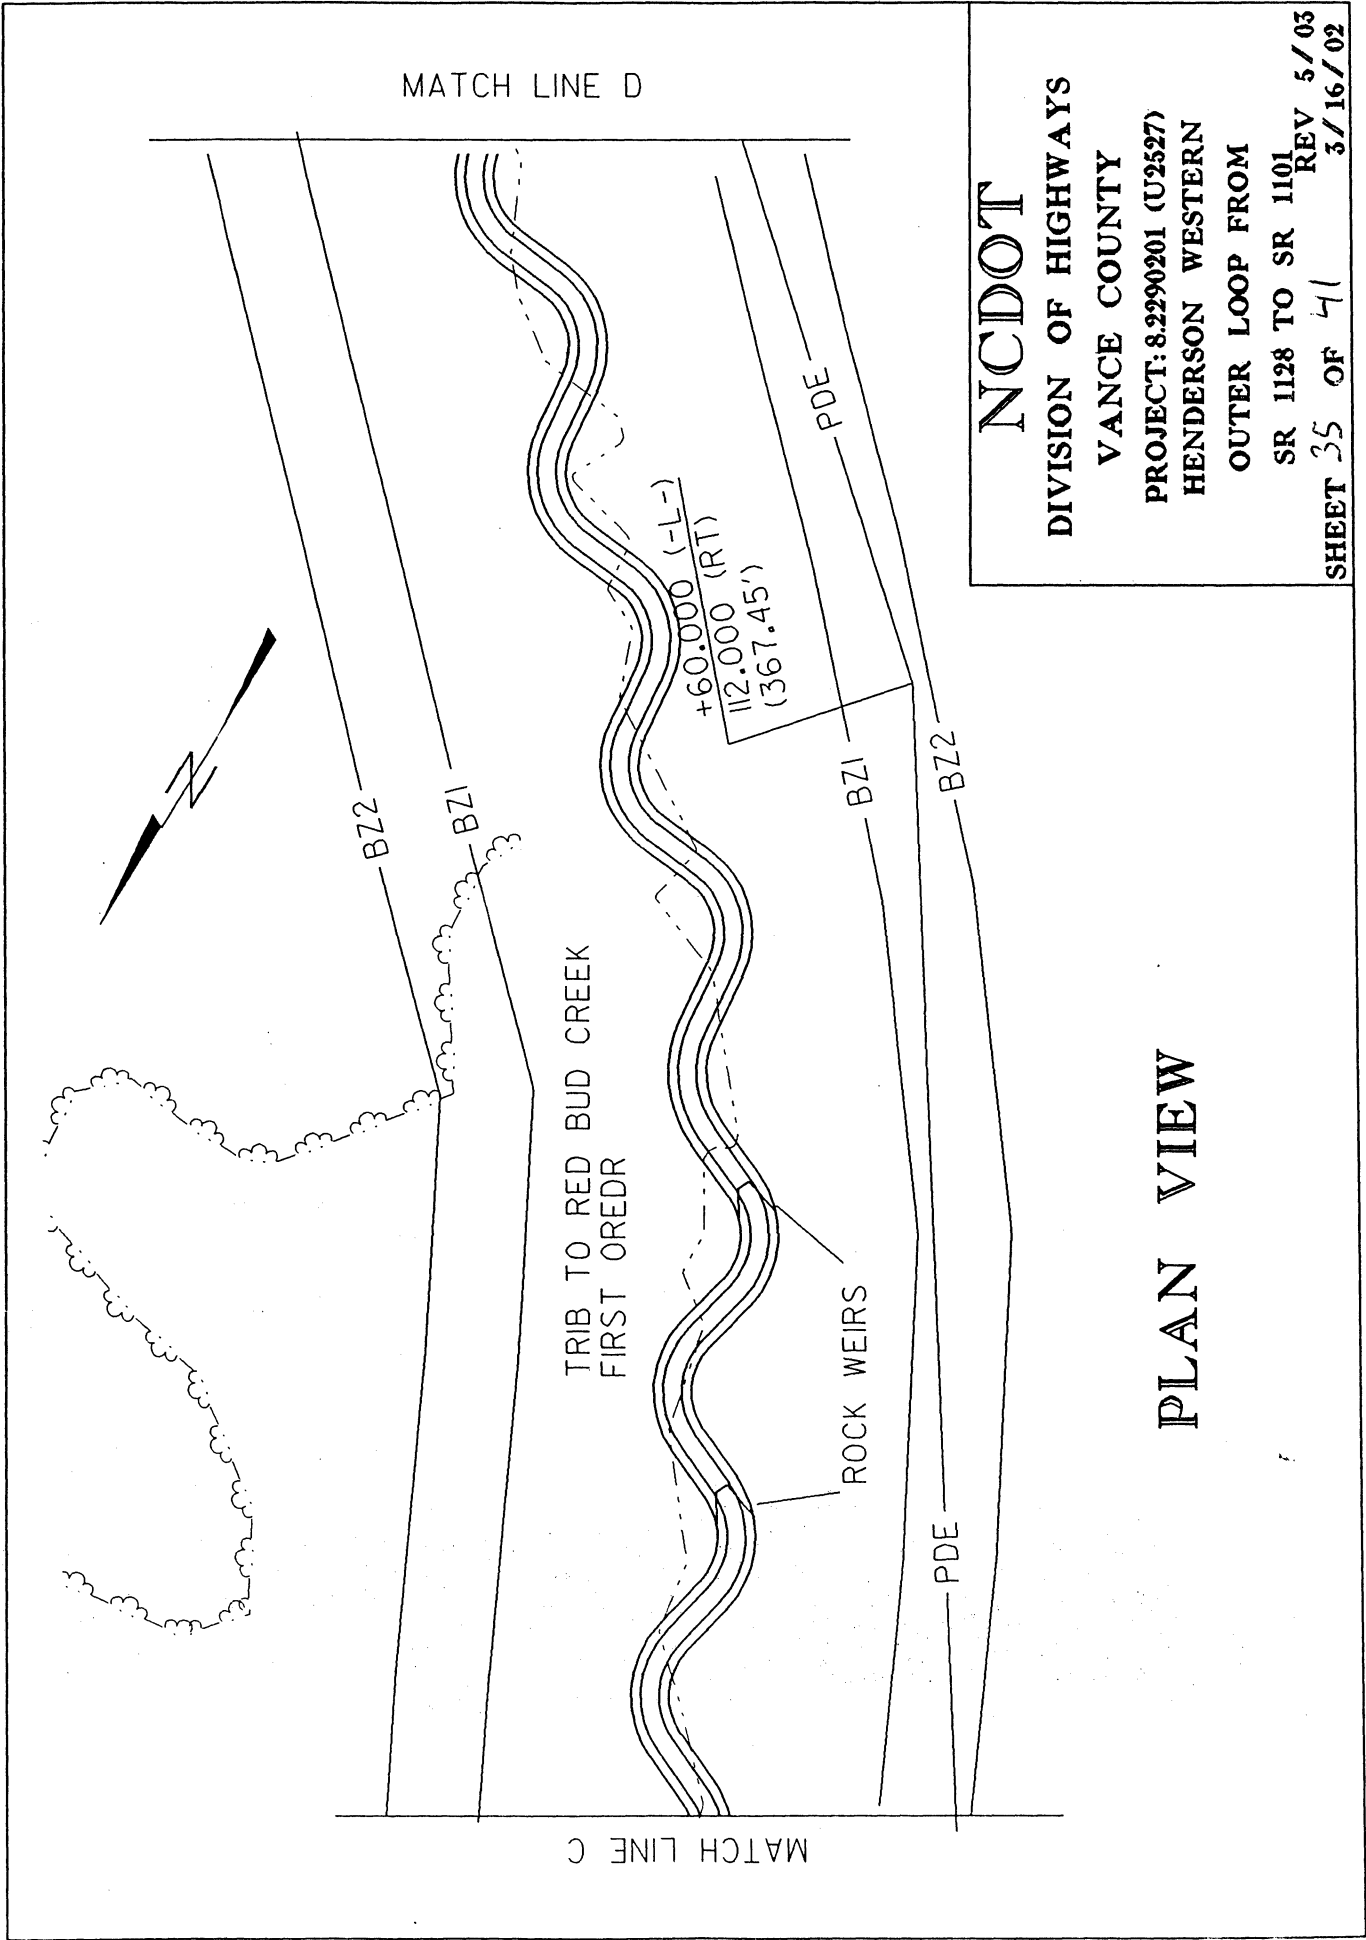 MATCH LINE D
BZ2
BZ1
TRIB TO RED BUD CREEK
FIRST OREDR
+60.000 (-L-)
112.000 (RT)
(367.45')
PDE
BZ1
BZ2
ROCK WEIRS
PDE
MATCH LINE C
N
PLAN VIEW
NCDOT
DIVISION OF HIGHWAYS
VANCE COUNTY
PROJECT: 8.2290201 (U2527)
HENDERSON WESTERN
OUTER LOOP FROM
SR 1128 TO SR 1101
REV 5/03
SHEET 35 OF 41 3/16/02